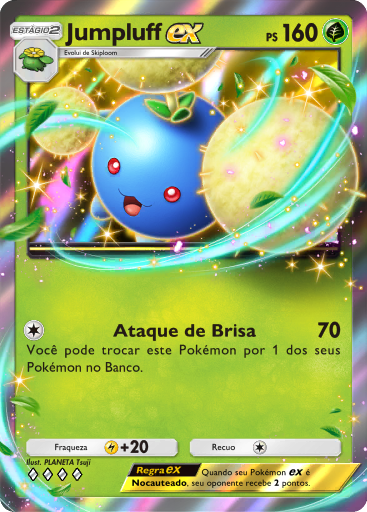 ESTÁGIO 2
Jumpluff ex
PS 160
Evolui de Skiploom
Ataque de Brisa 70
Você pode trocar este Pokémon por 1 dos seus
Pokémon no Banco.
Fraqueza +20 Recuo
Ilust. PLANETA Tsuji
Regra ex Quando seu Pokémon ex é
Nocauteado, seu oponente recebe 2 pontos.